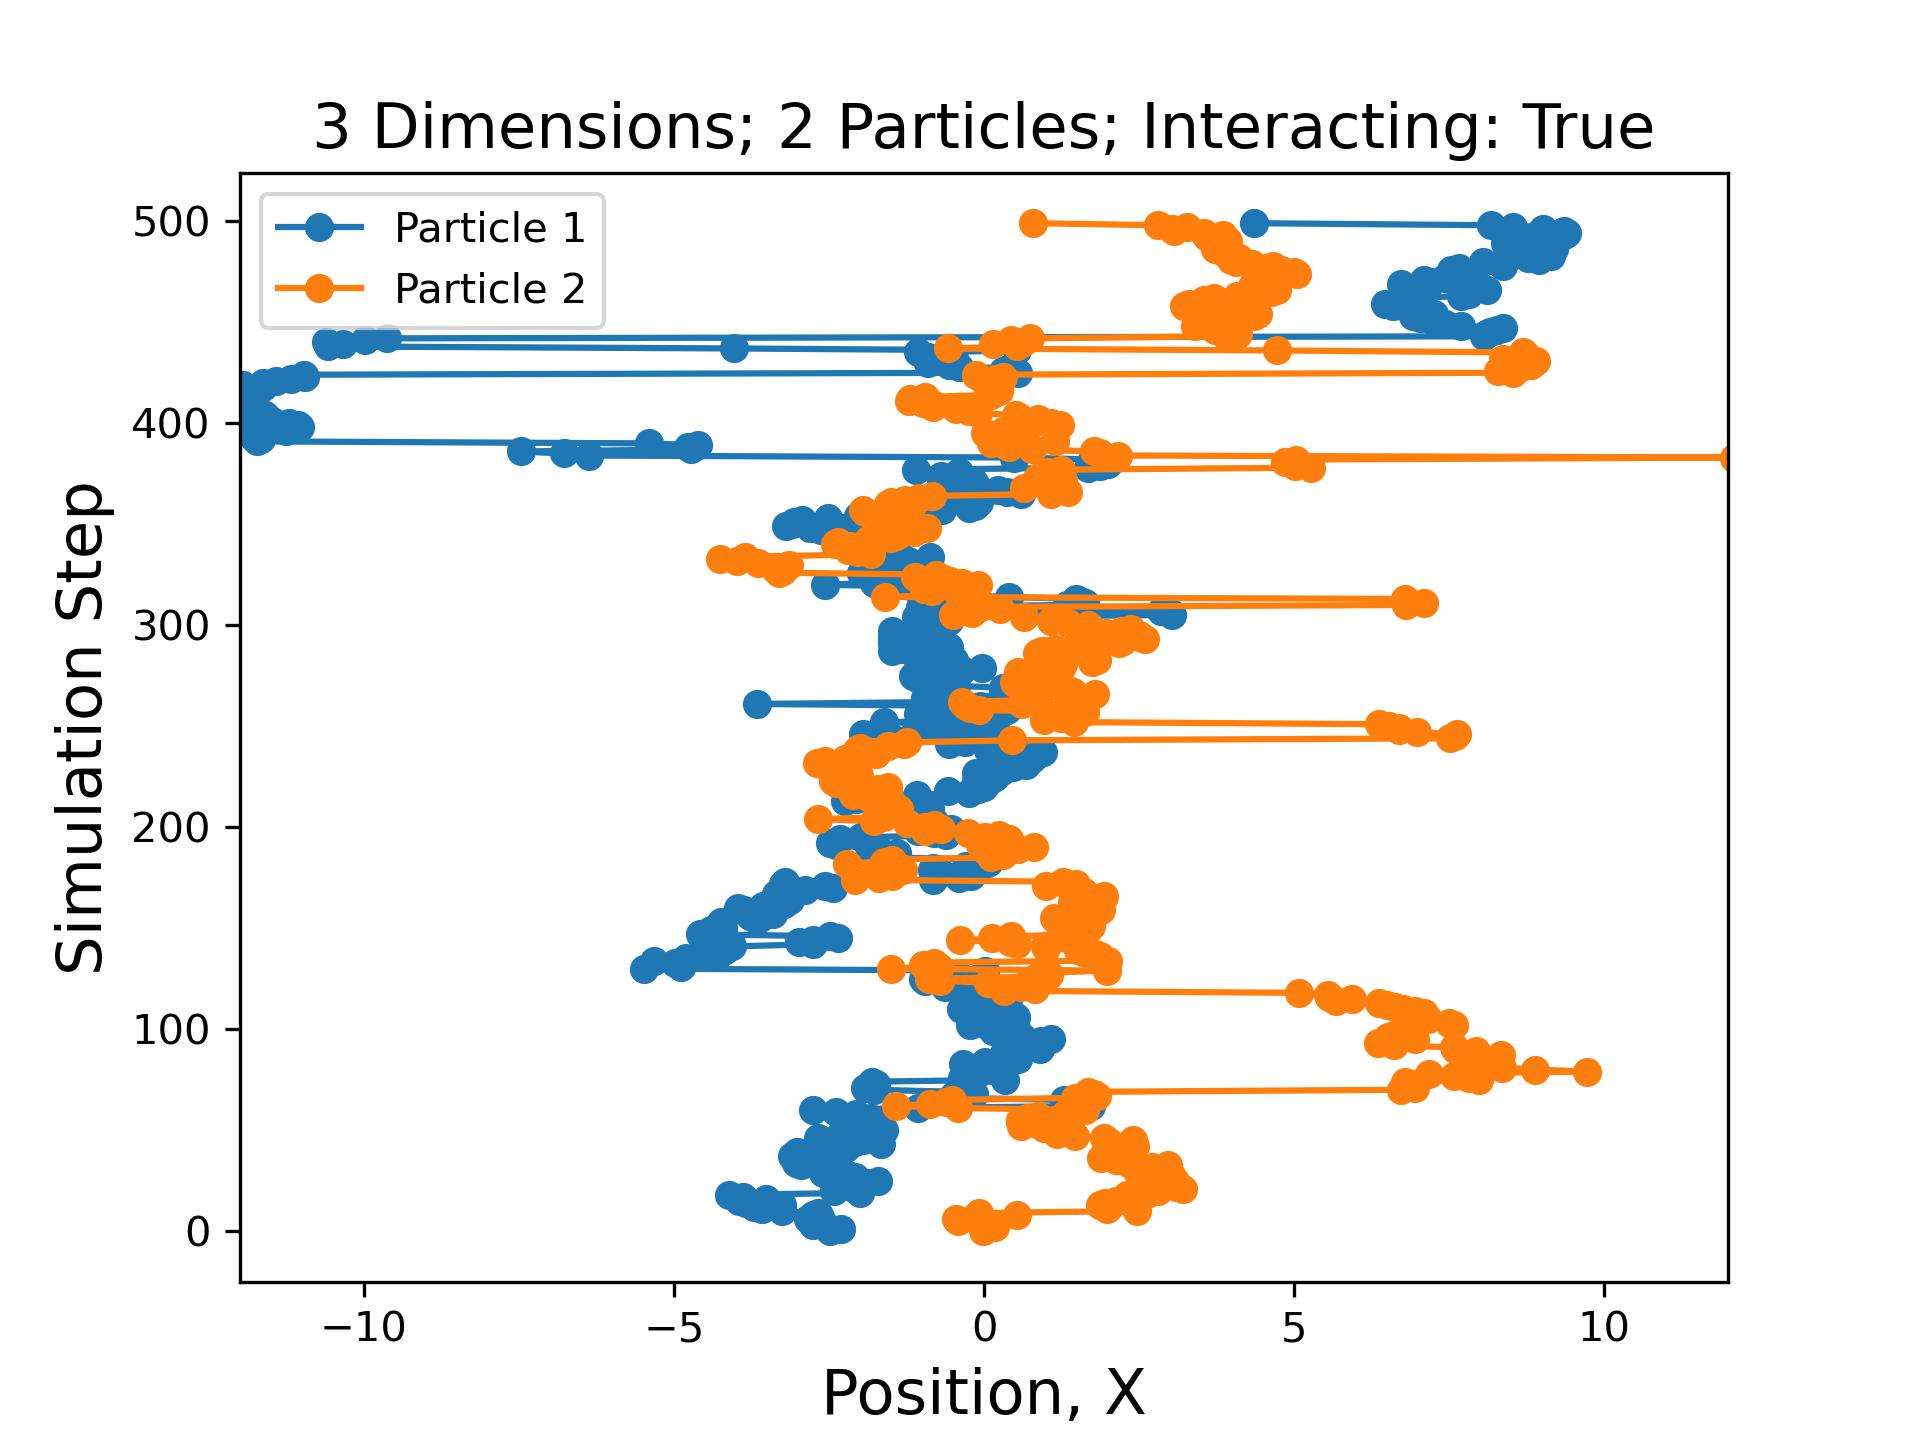 3 Dimensions; 2 Particles; Interacting: True
Particle 1
Particle 2
500
400
300
200
100
0
Simulation Step
−10
−5
0
5
10
Position, X